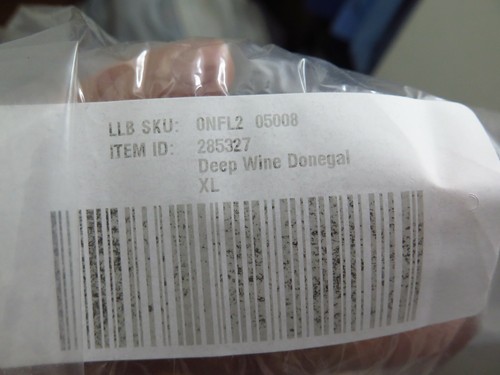 LLB SKU: 0NFL2 05008
ITEM ID: 285327
Deep Wine Donegal
XL